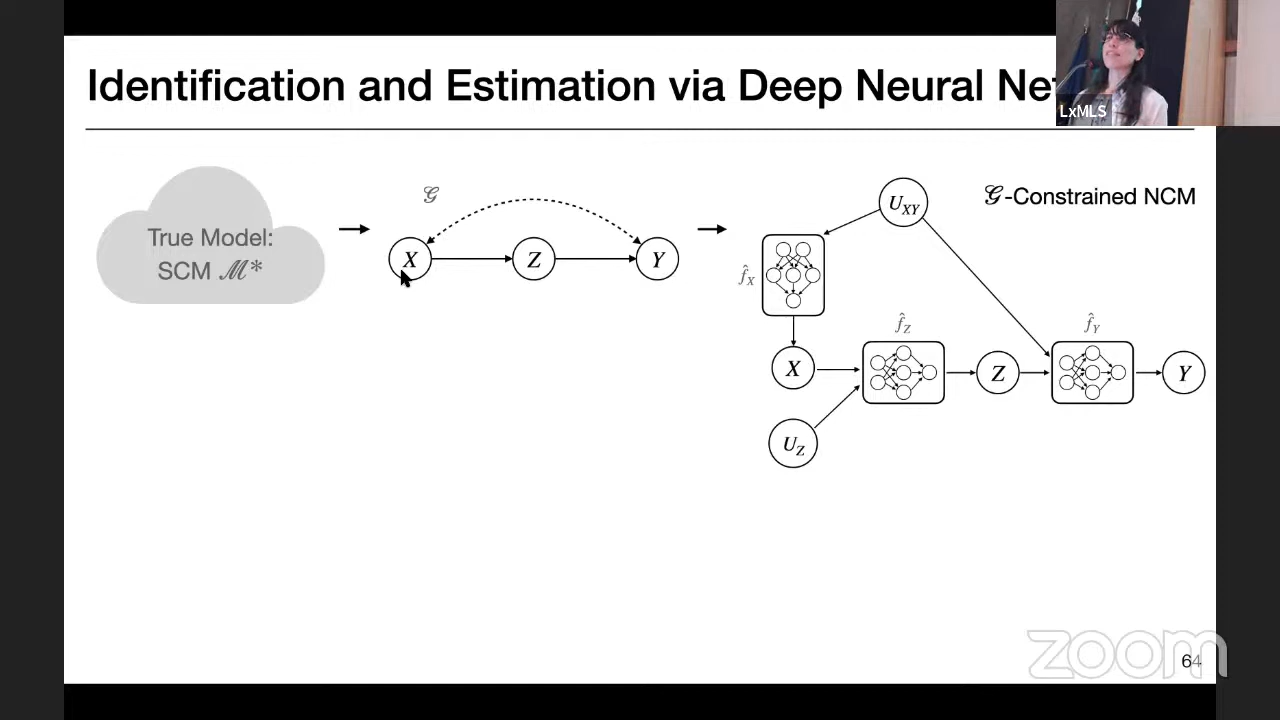 Identification and Estimation via Deep Neural Ne
LxMLS
True Model:
SCM ℳ*
𝒢
X
Z
Y
𝒢-Constrained NCM
U_XY
f̂_X
X
U_Z
f̂_Z
Z
f̂_Y
Y
zoom
64